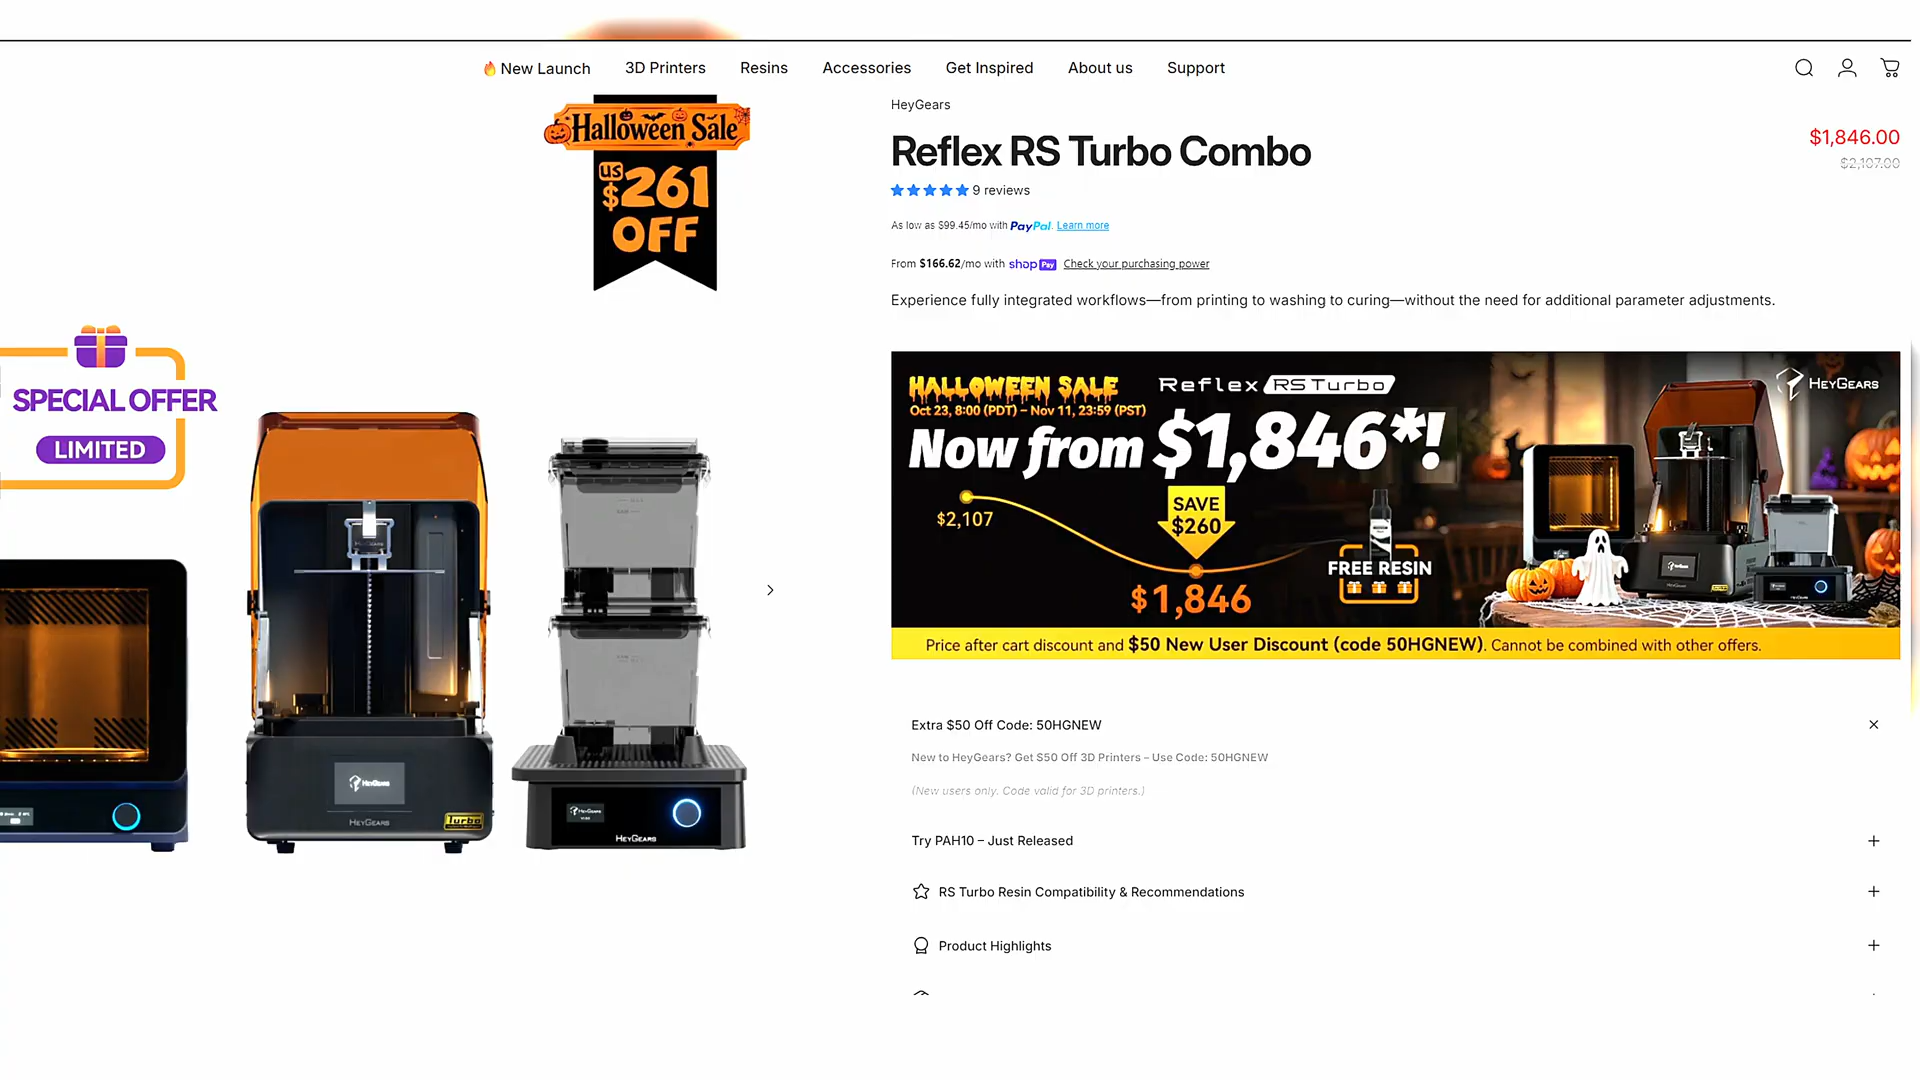 New Launch 3D Printers Resins Accessories Get Inspired About us Support
Halloween Sale
US $261 OFF
SPECIAL OFFER
LIMITED
HeyGears
HEYGEARS
Turbo
HeyGears
HEYGEARS
HeyGears
Reflex RS Turbo Combo
$1,846.00
$2,107.00
9 reviews
As low as $99.45/mo with PayPal. Learn more
From $166.62/mo with shop Pay Check your purchasing power
Experience fully integrated workflows—from printing to washing to curing—without the need for additional parameter adjustments.
HALLOWEEN SALE
Oct 23, 8:00 (PDT) – Nov 11, 23:59 (PST)
Reflex RS Turbo
HEYGEARS
Now from $1,846*!
$2,107
SAVE
$260
$1,846
FREE RESIN
Price after cart discount and $50 New User Discount (code 50HGNEW). Cannot be combined with other offers.
Extra $50 Off Code: 50HGNEW
New to HeyGears? Get $50 Off 3D Printers – Use Code: 50HGNEW
(New users only. Code valid for 3D printers.)
Try PAH10 – Just Released
RS Turbo Resin Compatibility & Recommendations
Product Highlights